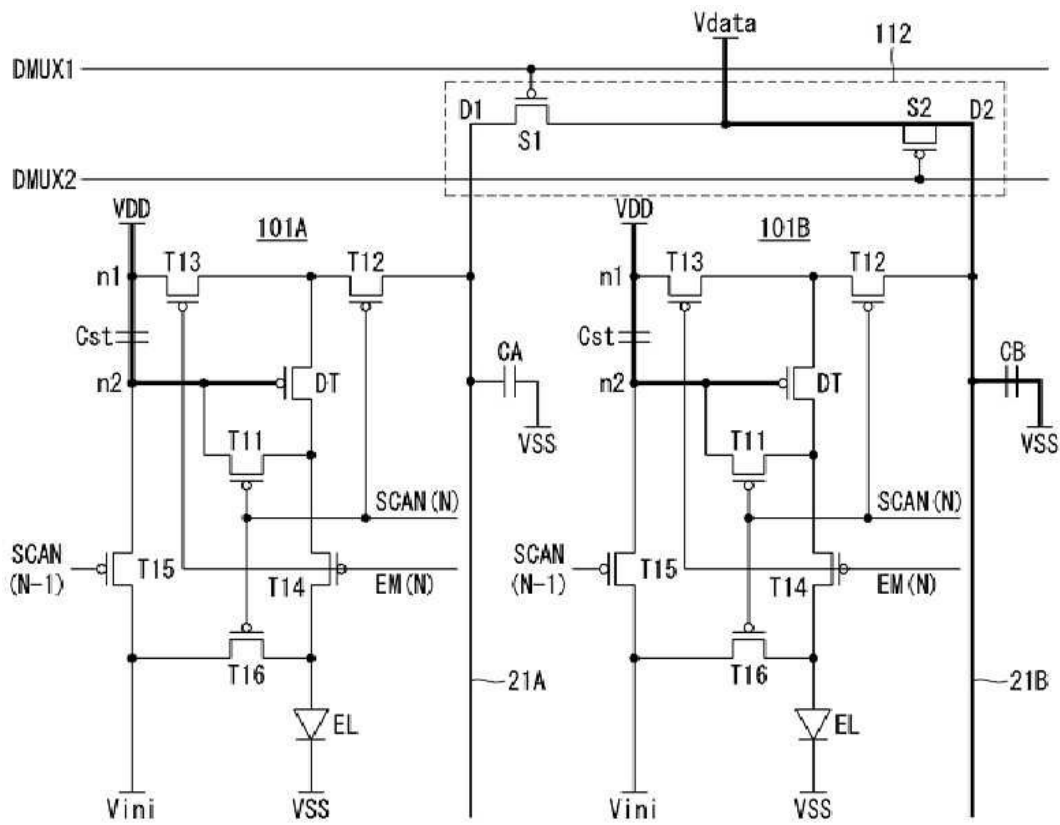 Vdata
112
DMUX1
D1
S1
S2
D2
DMUX2
VDD
101A
VDD
101B
n1
T13
T12
n1
T13
T12
Cst
CA
Cst
CB
n2
DT
n2
DT
T11
VSS
T11
VSS
SCAN(N)
SCAN(N)
SCAN
(N-1)
T15
T14
EM(N)
SCAN
(N-1)
T15
T14
EM(N)
T16
21A
T16
21B
EL
EL
Vini
VSS
Vini
VSS